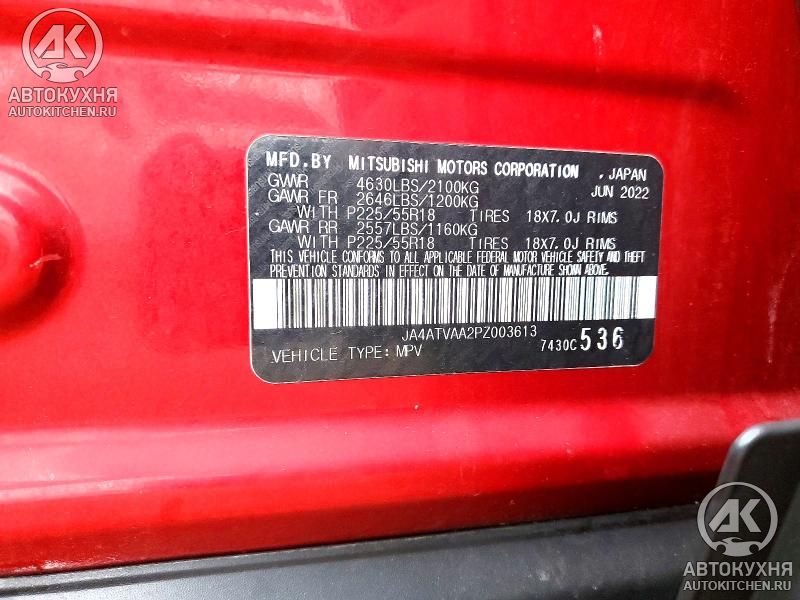 АК
АВТОКУХНЯ
AUTOKITCHEN.RU
MFD.BY MITSUBISHI MOTORS CORPORATION , JAPAN
GVWR 4630LBS/2100KG JUN 2022
GAWR FR 2646LBS/1200KG
WITH P225/55R18 TIRES 18X7.0J RIMS
GAWR RR 2557LBS/1160KG
WITH P225/55R18 TIRES 18X7.0J RIMS
THIS VEHICLE CONFORMS TO ALL APPLICABLE FEDERAL MOTOR VEHICLE SAFETY AND THEFT
PREVENTION STANDARDS IN EFFECT ON THE DATE OF MANUFACTURE SHOWN ABOVE.
JA4ATVAA2PZ003613
VEHICLE TYPE: MPV 7430C 536
АК
АВТОКУХНЯ
AUTOKITCHEN.RU